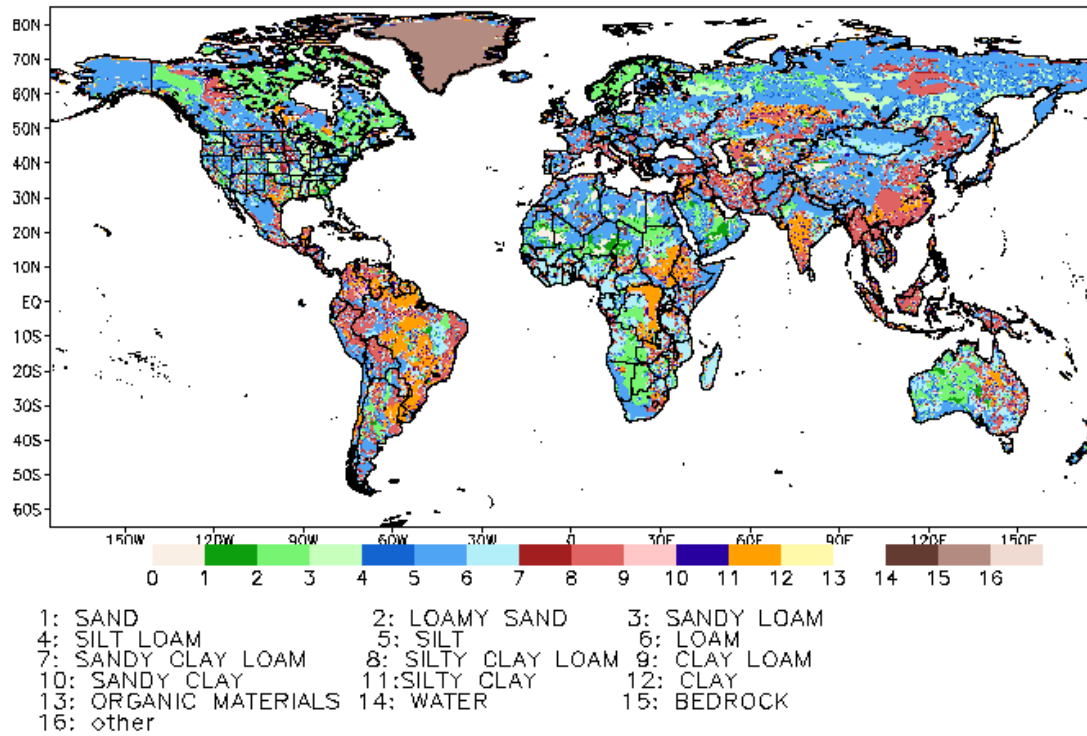 80N
70N
60N
50N
40N
30N
20N
10N
EQ
10S
20S
30S
40S
50S
60S
150W 120W 90W 60W 30W 0 30E 60E 90E 120E 150E
0 1 2 3 4 5 6 7 8 9 10 11 12 13 14 15 16
1: SAND 2: LOAMY SAND 3: SANDY LOAM
4: SILT LOAM 5: SILT 6: LOAM
7: SANDY CLAY LOAM 8: SILTY CLAY LOAM 9: CLAY LOAM
10: SANDY CLAY 11:SILTY CLAY 12: CLAY
13: ORGANIC MATERIALS 14: WATER 15: BEDROCK
16: other